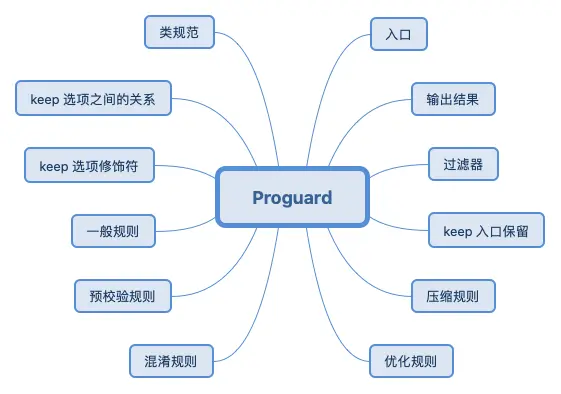 类规范
入口
keep 选项之间的关系
输出结果
keep 选项修饰符
过滤器
Proguard
一般规则
keep 入口保留
预校验规则
压缩规则
混淆规则
优化规则